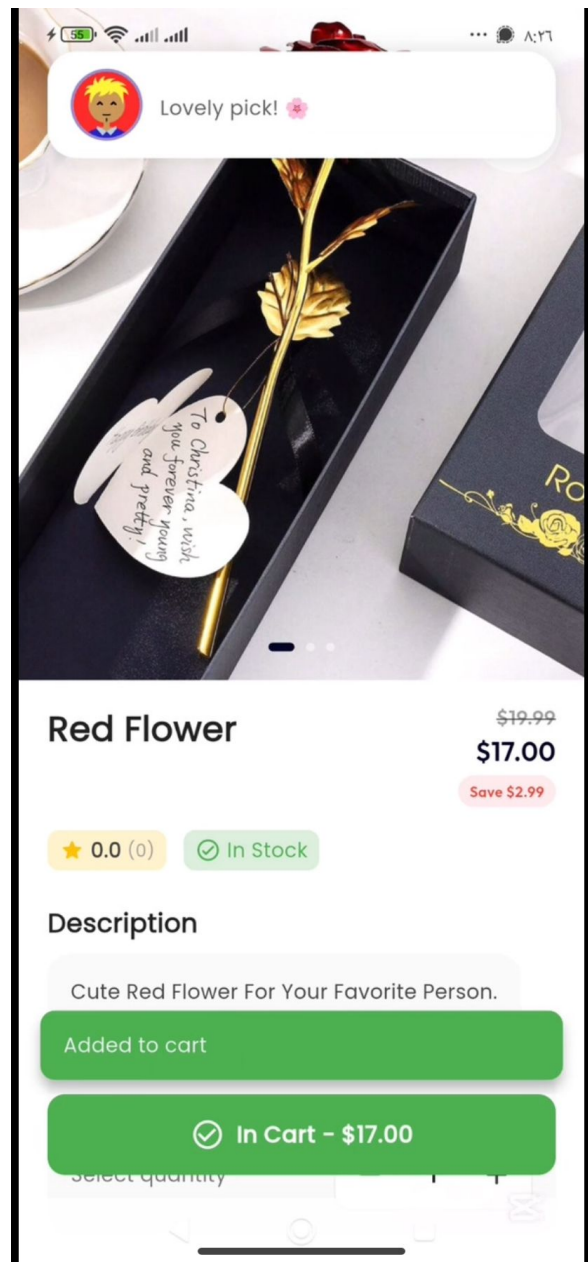 55
٨:٢٦
Lovely pick! 🌸
To Christina, wish
you forever young
and pretty!
Ro
Red Flower
$19.99
$17.00
Save $2.99
0.0 (0)
In Stock
Description
Cute Red Flower For Your Favorite Person.
Added to cart
In Cart - $17.00
Select quantity